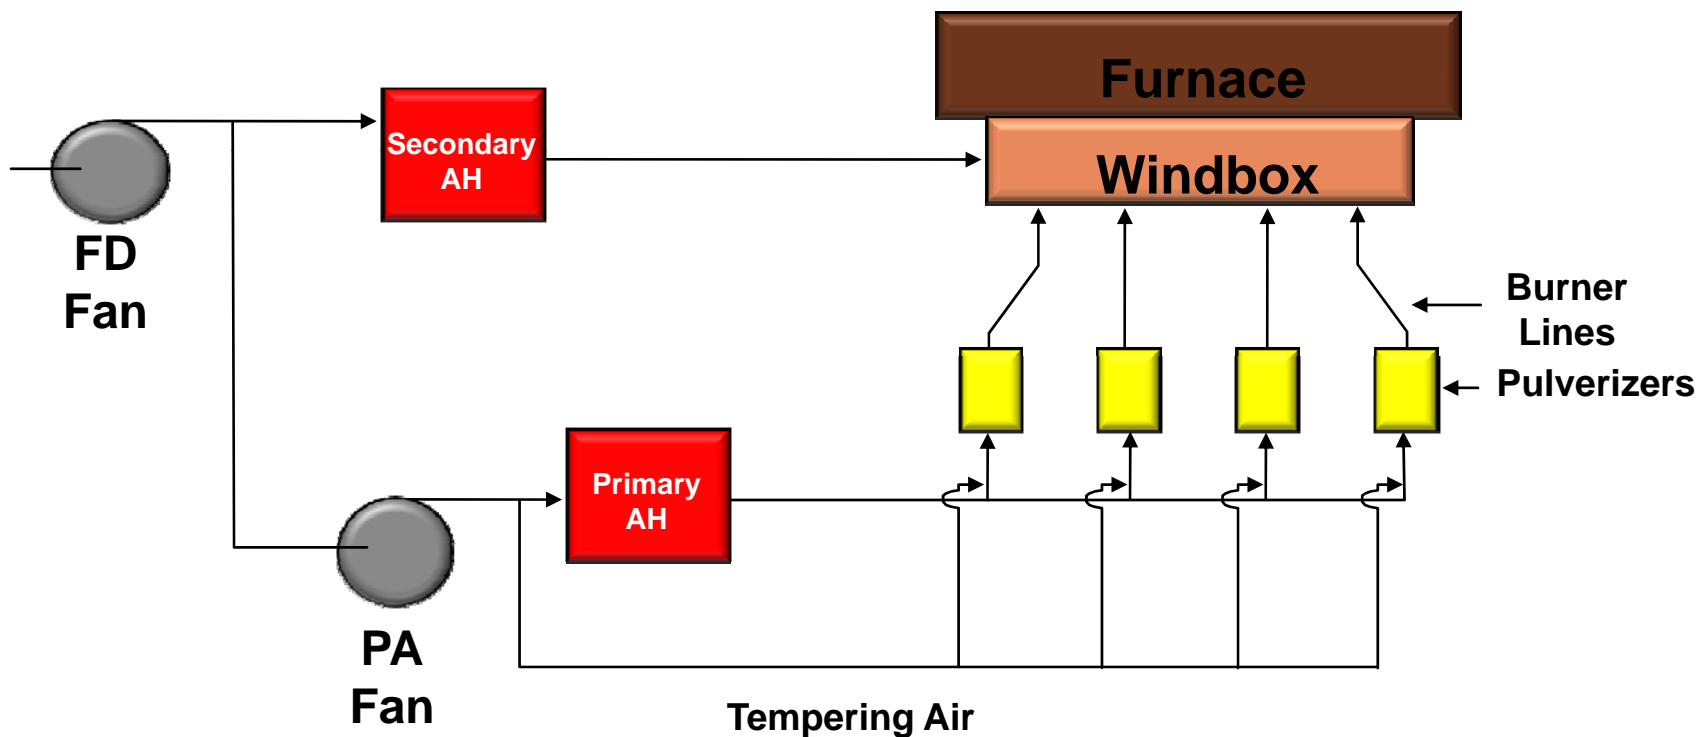 Furnace
Secondary
AH
Windbox
FD
Fan
Burner
Lines
Pulverizers
Primary
AH
PA
Fan
Tempering Air